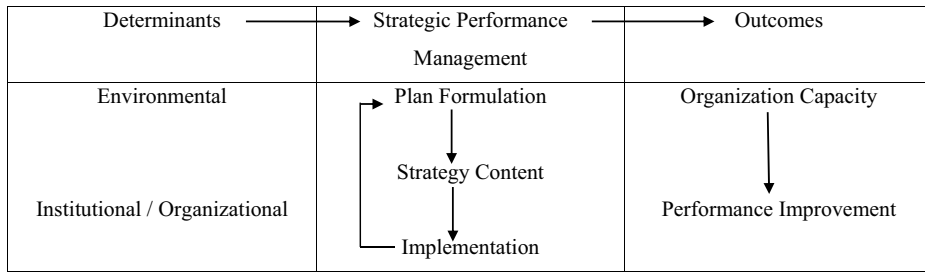 Determinants
Strategic Performance
Management
Outcomes
Environmental
Institutional / Organizational
Plan Formulation
Strategy Content
Implementation
Organization Capacity
Performance Improvement